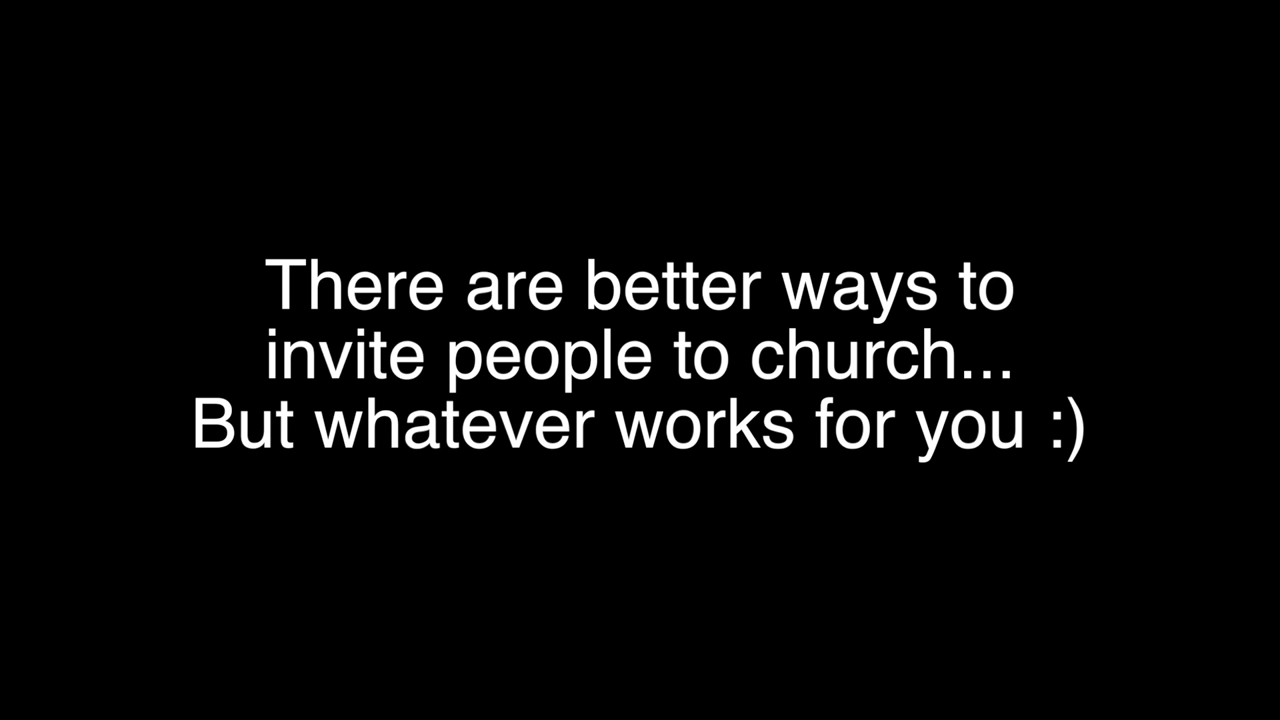 There are better ways to
invite people to church...
But whatever works for you :)